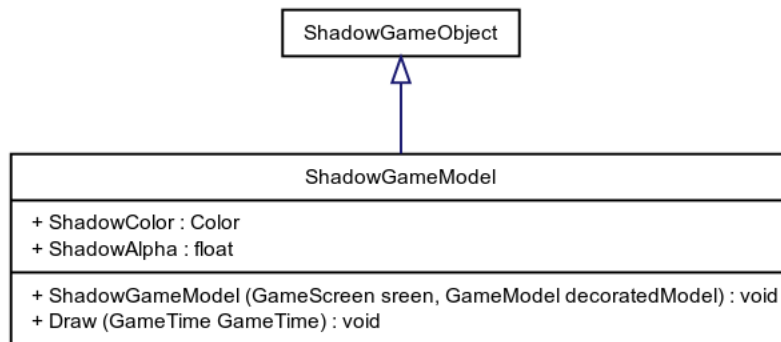 ShadowGameObject
ShadowGameModel
+ ShadowColor : Color
+ ShadowAlpha : float
+ ShadowGameModel (GameScreen sreen, GameModel decoratedModel) : void
+ Draw (GameTime GameTime) : void